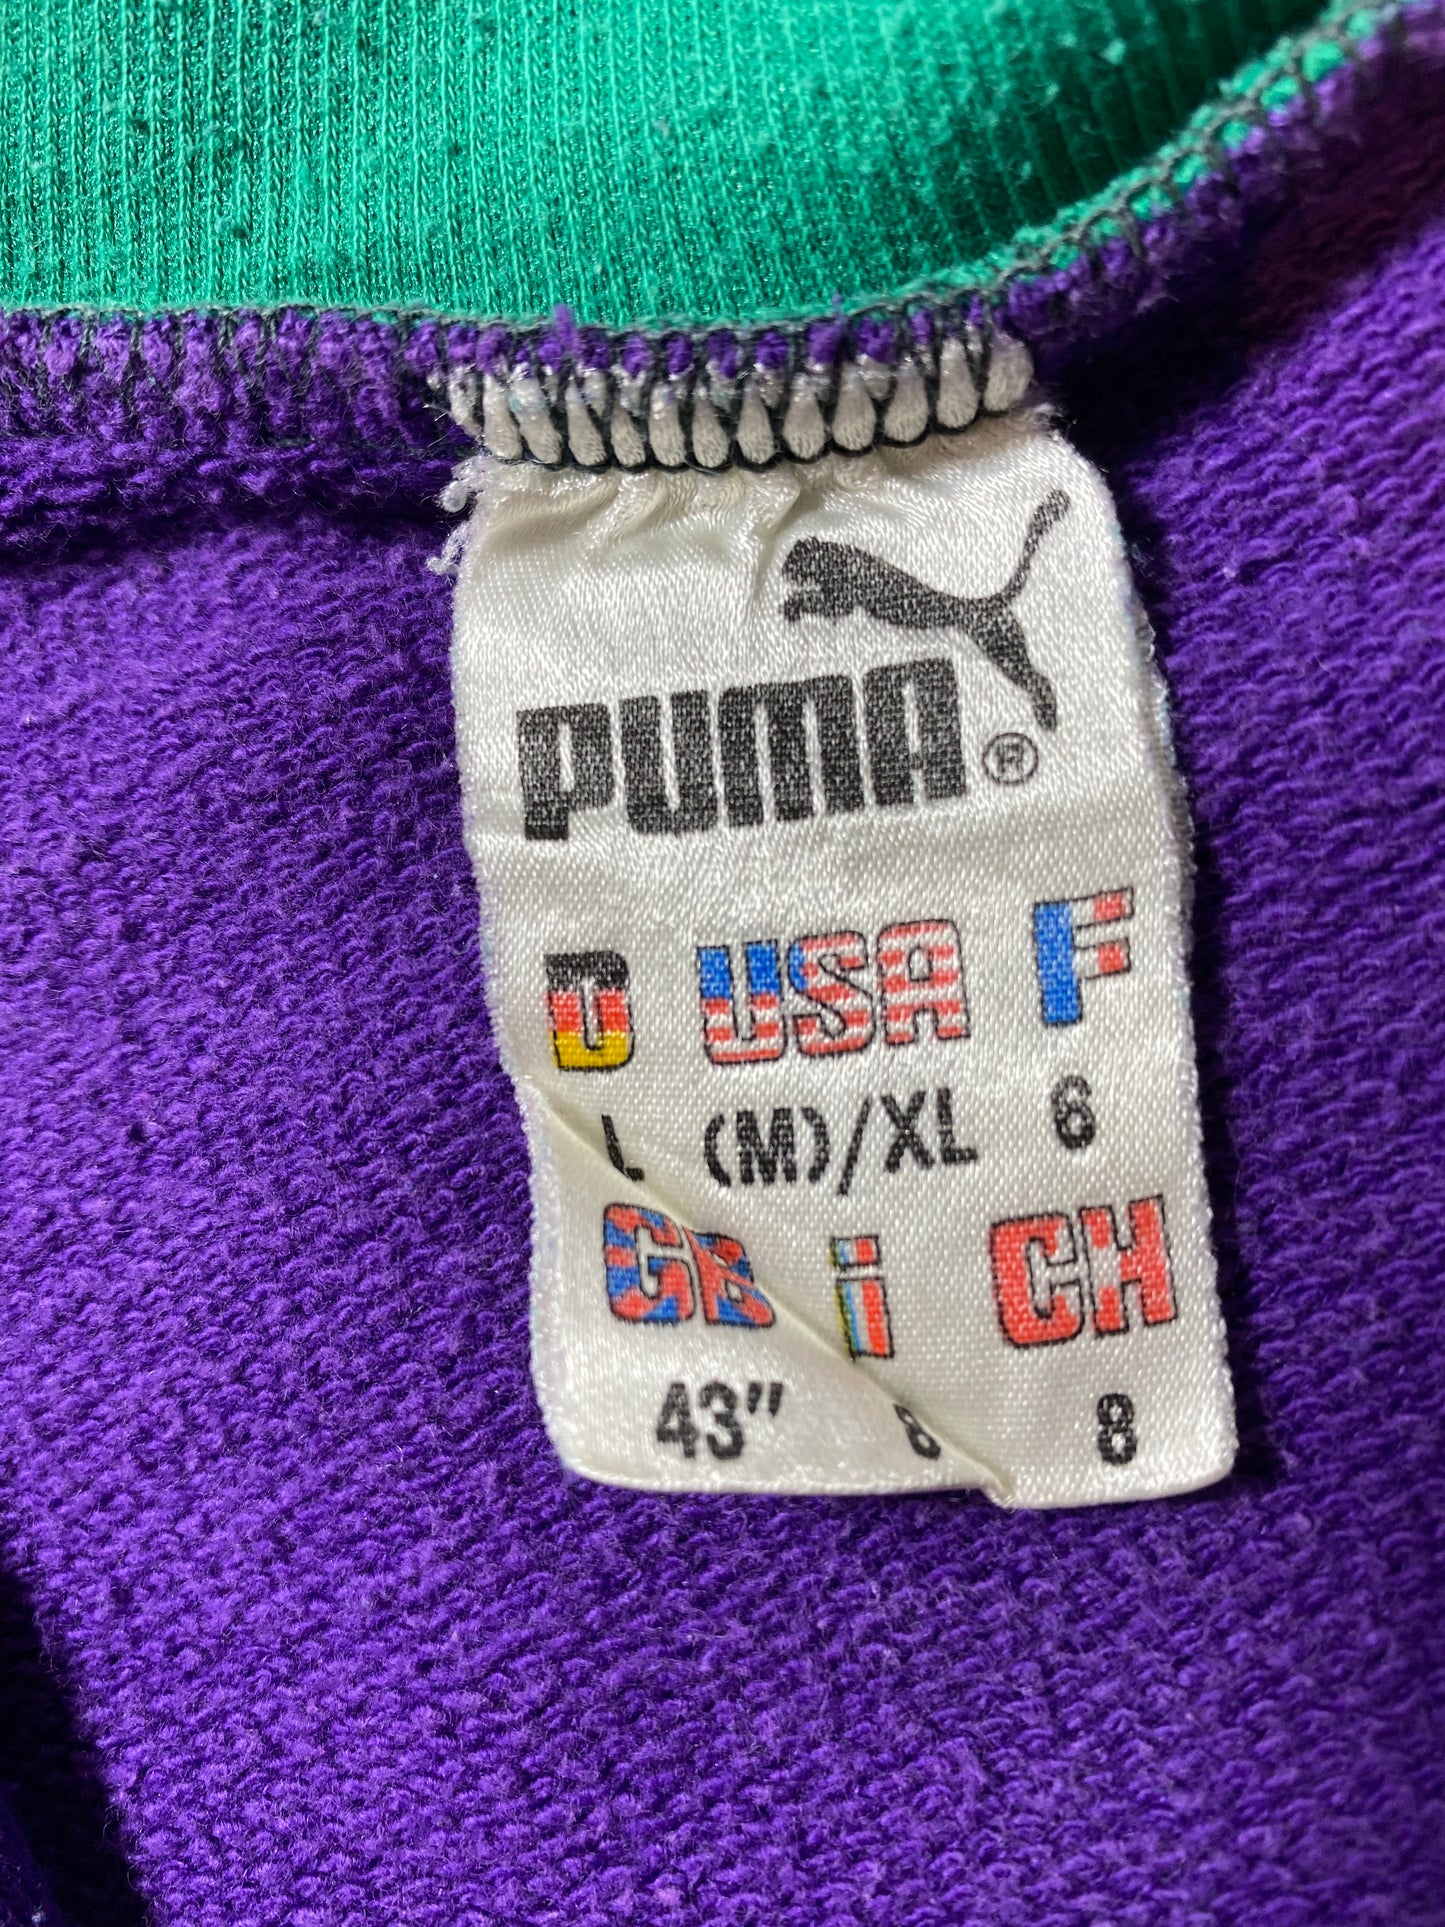 PUMA®
D USA F
L (M)/XL 6
GB i CH
43" 8 8